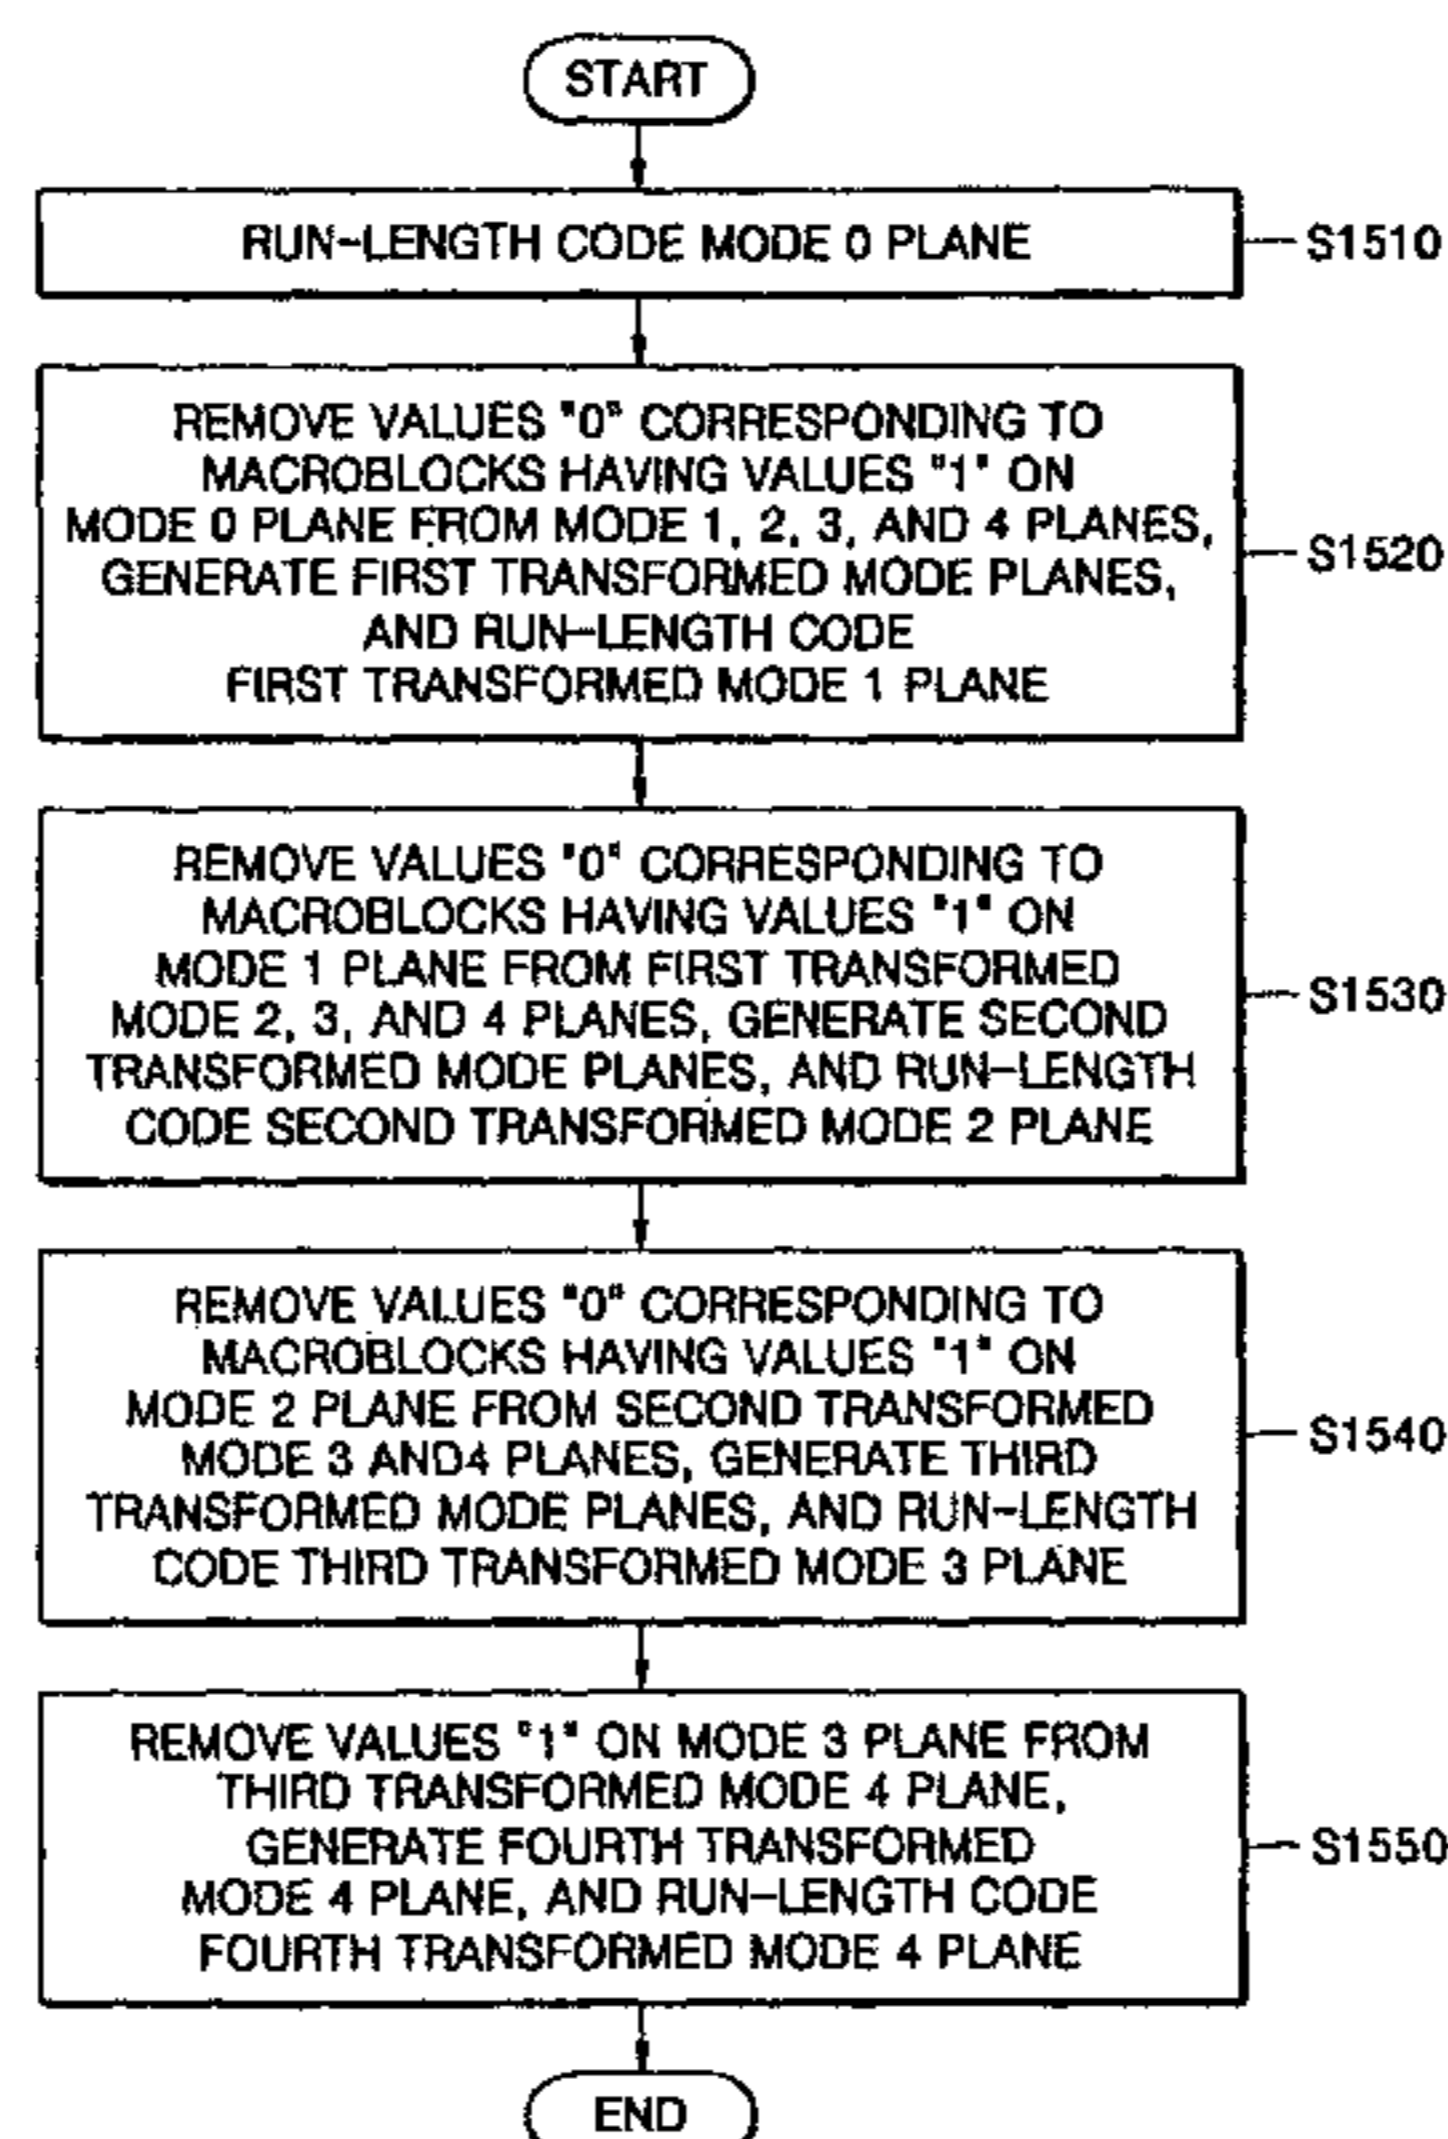 START
RUN-LENGTH CODE MODE 0 PLANE
S1510
REMOVE VALUES "0" CORRESPONDING TO
MACROBLOCKS HAVING VALUES "1" ON
MODE 0 PLANE FROM MODE 1, 2, 3, AND 4 PLANES,
GENERATE FIRST TRANSFORMED MODE PLANES,
AND RUN-LENGTH CODE
FIRST TRANSFORMED MODE 1 PLANE
S1520
REMOVE VALUES "0" CORRESPONDING TO
MACROBLOCKS HAVING VALUES "1" ON
MODE 1 PLANE FROM FIRST TRANSFORMED
MODE 2, 3, AND 4 PLANES, GENERATE SECOND
TRANSFORMED MODE PLANES, AND RUN-LENGTH
CODE SECOND TRANSFORMED MODE 2 PLANE
S1530
REMOVE VALUES "0" CORRESPONDING TO
MACROBLOCKS HAVING VALUES "1" ON
MODE 2 PLANE FROM SECOND TRANSFORMED
MODE 3 AND4 PLANES, GENERATE THIRD
TRANSFORMED MODE PLANES, AND RUN-LENGTH
CODE THIRD TRANSFORMED MODE 3 PLANE
S1540
REMOVE VALUES "1" ON MODE 3 PLANE FROM
THIRD TRANSFORMED MODE 4 PLANE,
GENERATE FOURTH TRANSFORMED
MODE 4 PLANE, AND RUN-LENGTH CODE
FOURTH TRANSFORMED MODE 4 PLANE
S1550
END